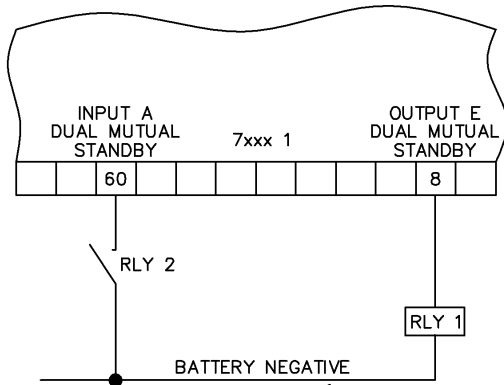 INPUT A
DUAL MUTUAL
STANDBY
7xxx 1
OUTPUT E
DUAL MUTUAL
STANDBY
60
8
RLY 2
RLY 1
BATTERY NEGATIVE